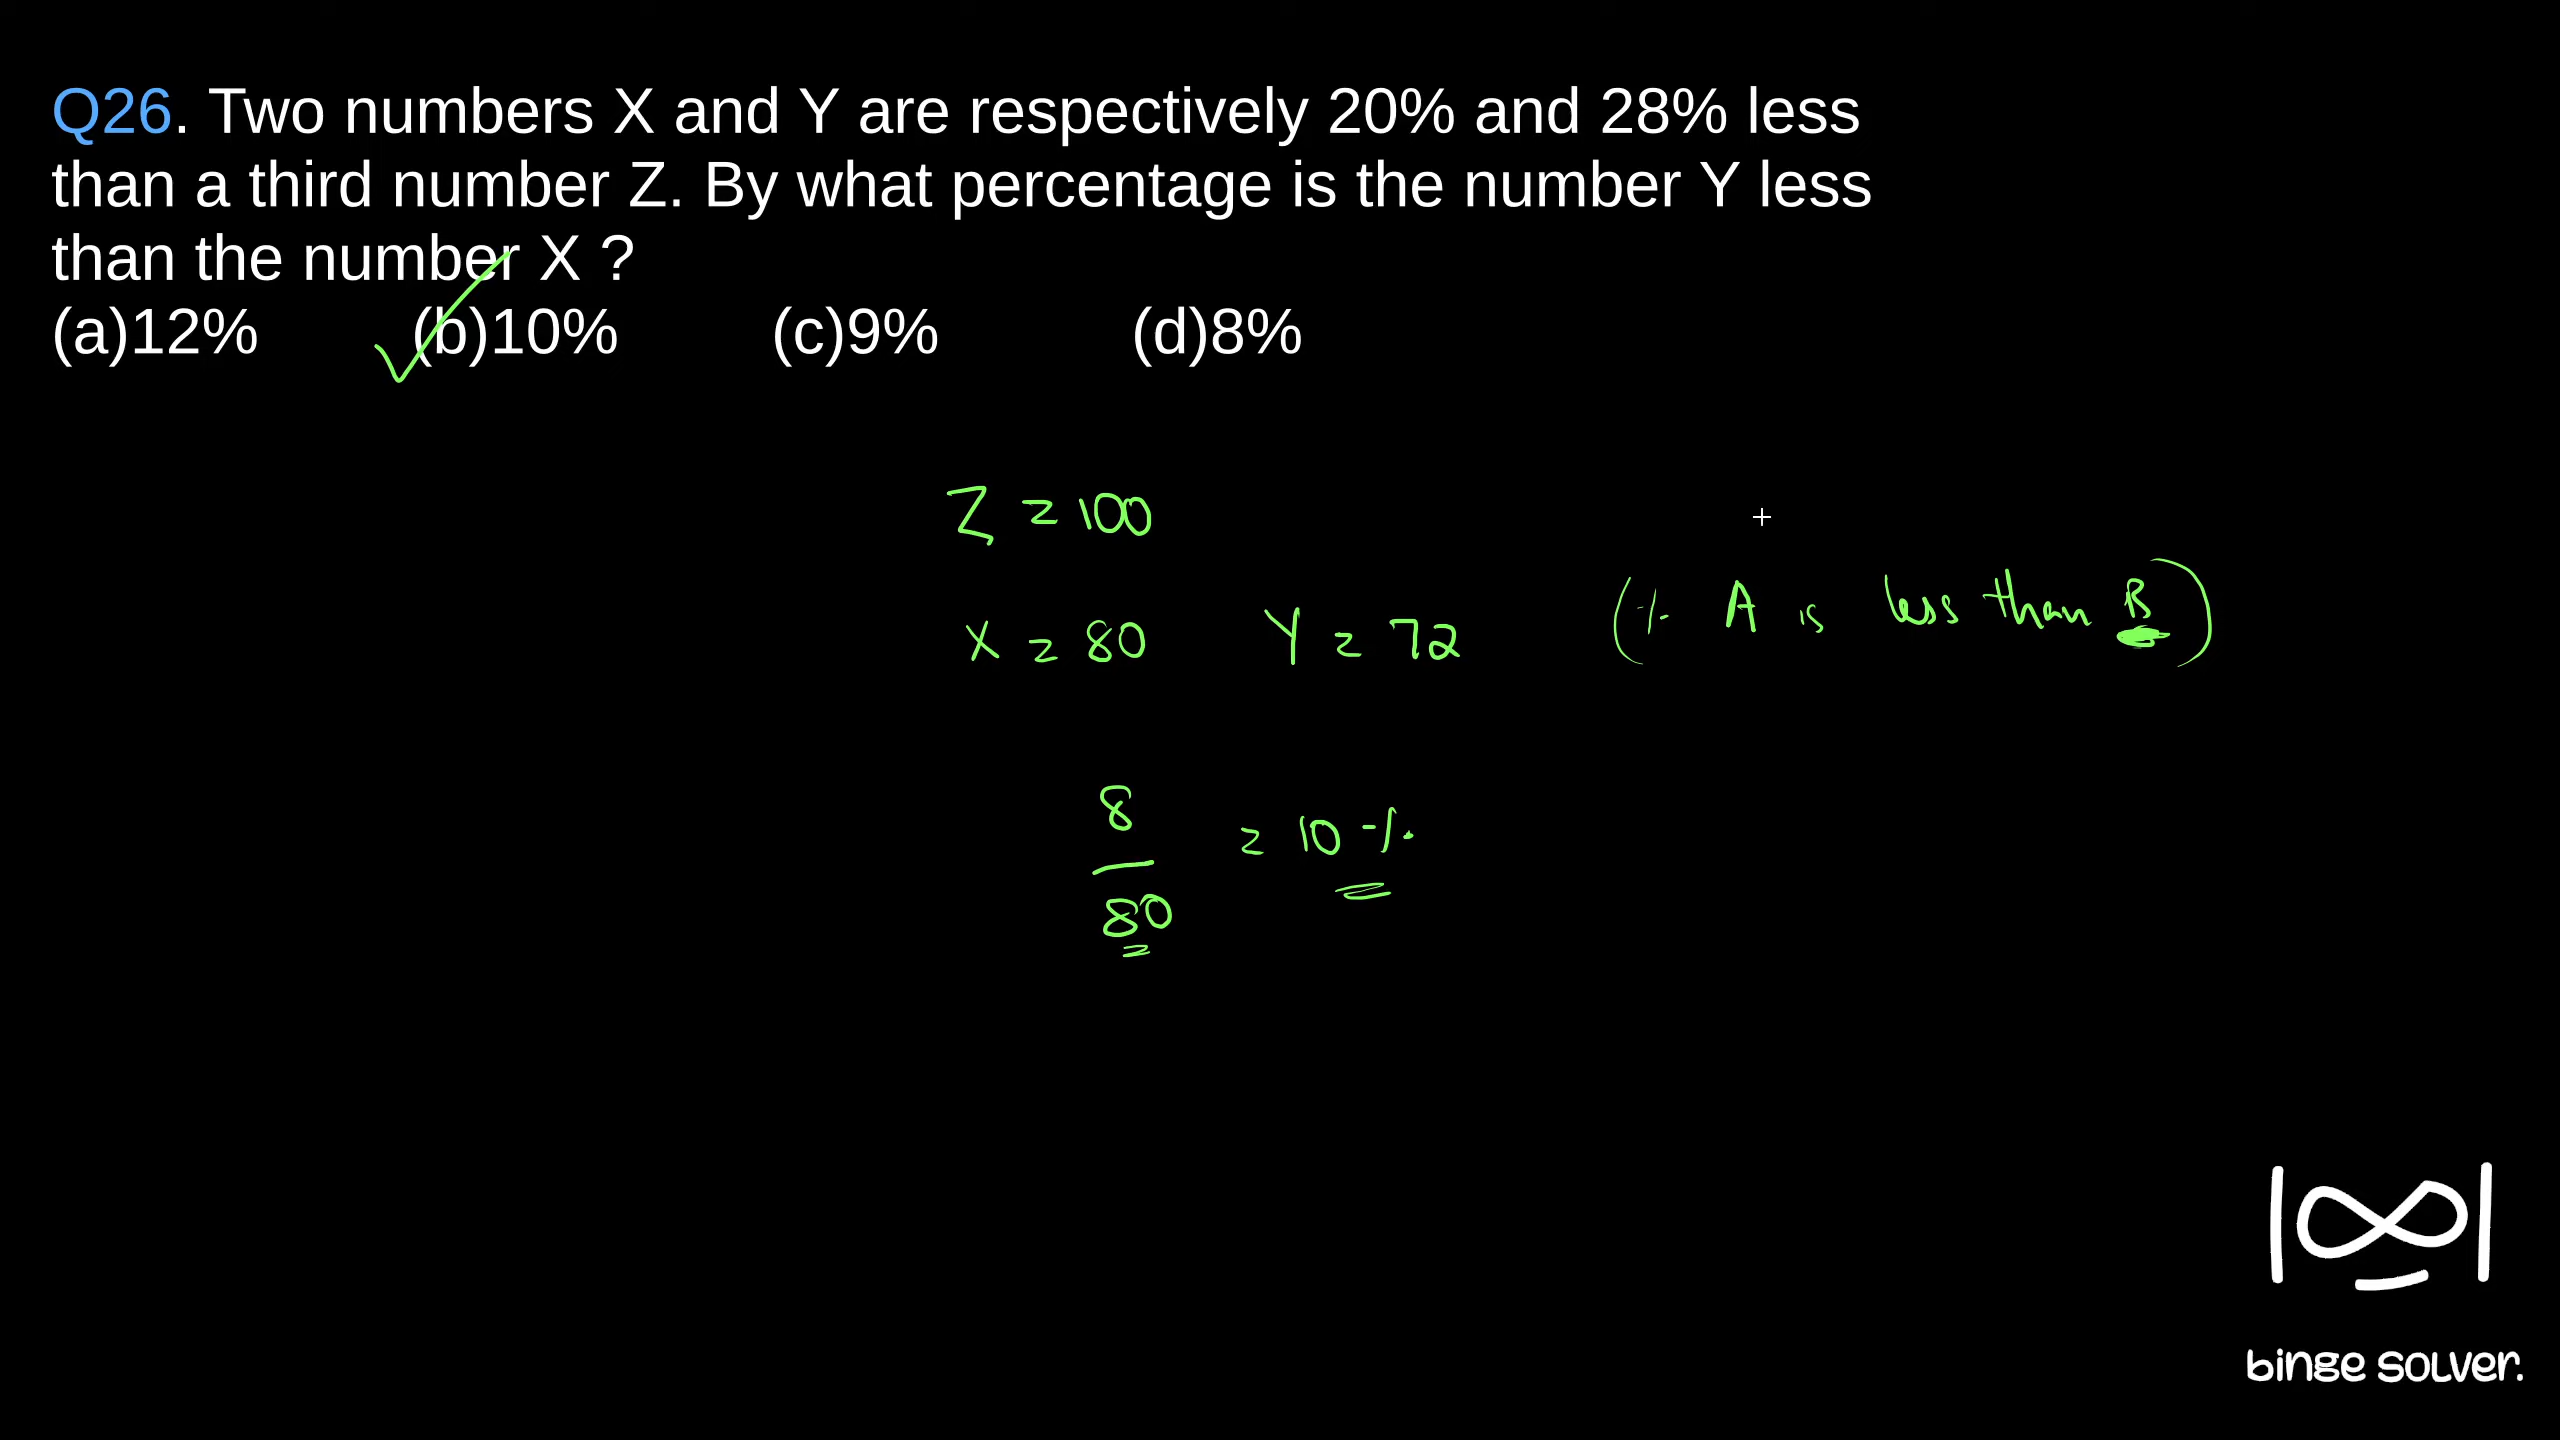 Q26. Two numbers X and Y are respectively 20% and 28% less
than a third number Z. By what percentage is the number Y less
than the number X ?
(a)12% (b)10% (c)9% (d)8%
Z = 100
X = 80 Y = 72 (% A is less than B)
8
80
= 10 %
binge solver.